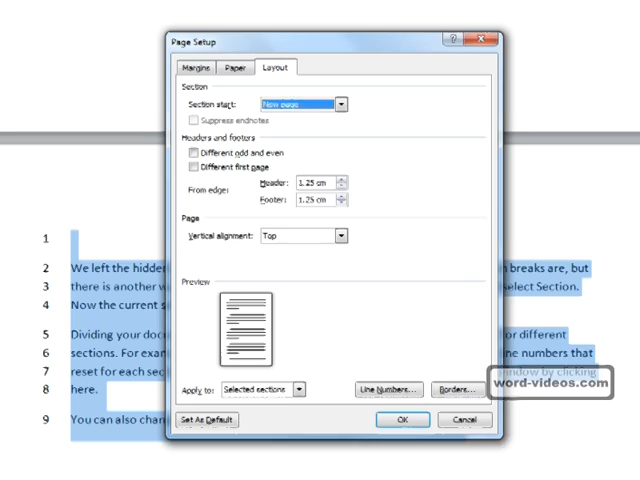 Page Setup
Margins Paper Layout
Section
Section start: New page
Suppress endnotes
Headers and footers
Different odd and even
Different first page
From edge: Header: 1.25 cm
Footer: 1.25 cm
Page
Vertical alignment: Top
Preview
Apply to: Selected sections Line Numbers... Borders...
Set As Default OK Cancel
1
2 We left the hidden breaks are, but
3 there is another select Section.
4 Now the current s
5 Dividing your docu or different
6 sections. For exam ne numbers that
7 reset for each sec window by clicking
8 here.
9 You can also chan
word-videos.com